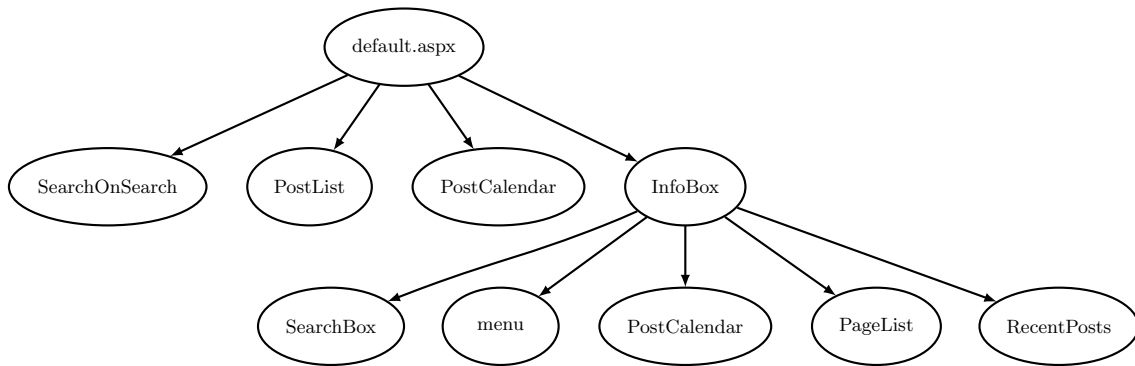 default.aspx
SearchOnSearch
PostList
PostCalendar
InfoBox
SearchBox
menu
PostCalendar
PageList
RecentPosts